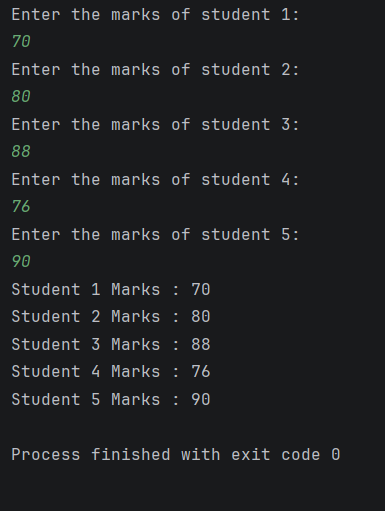 Enter the marks of student 1:
70
Enter the marks of student 2:
80
Enter the marks of student 3:
88
Enter the marks of student 4:
76
Enter the marks of student 5:
90
Student 1 Marks : 70
Student 2 Marks : 80
Student 3 Marks : 88
Student 4 Marks : 76
Student 5 Marks : 90
Process finished with exit code 0